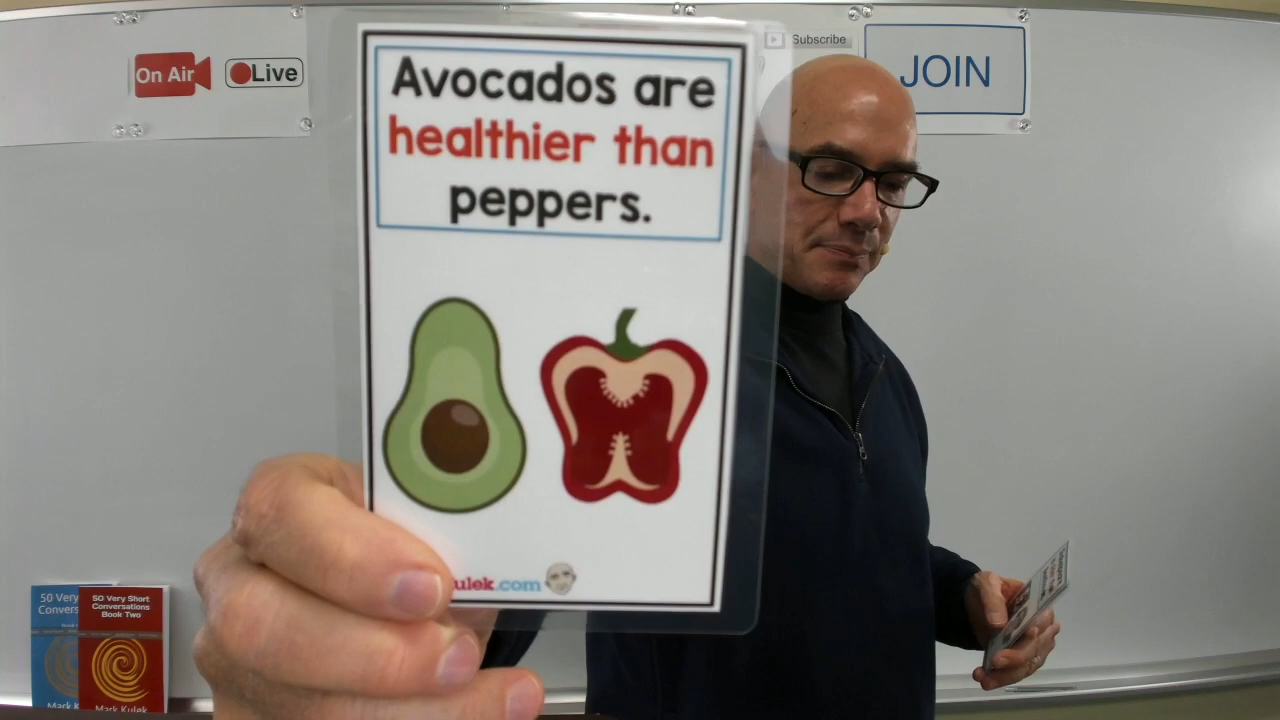 On Air
Live
Avocados are
healthier than
peppers.
ulek.com
Subscribe
JOIN
50 Very
Convers
50 Very Short
Conversations
Book Two
Mark K
Mark Kulek